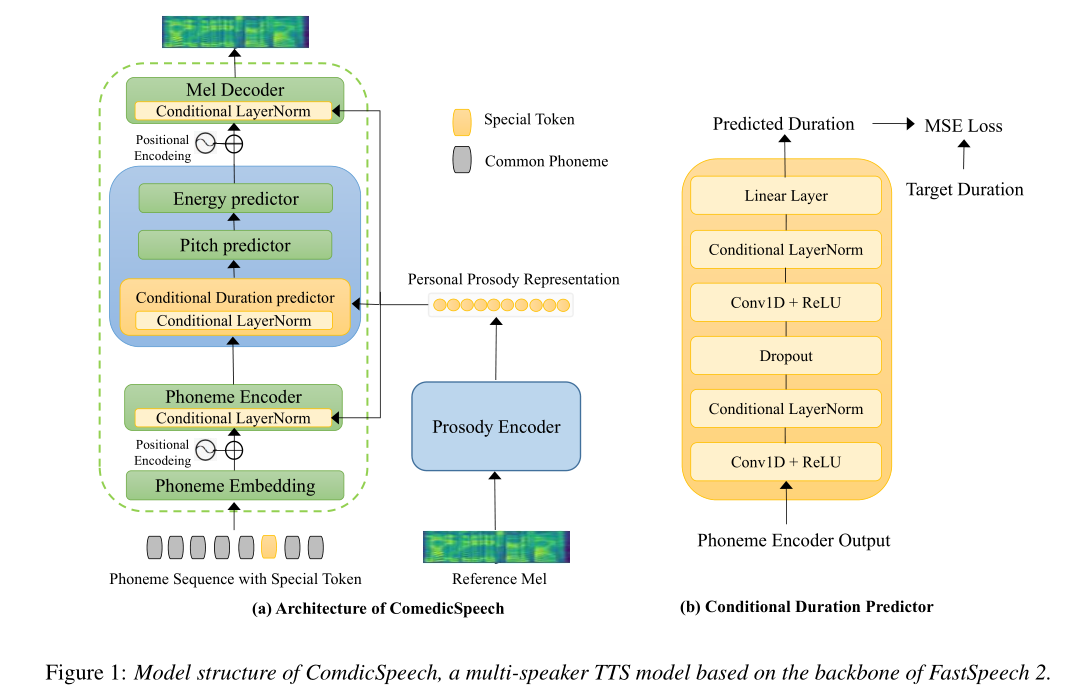 Mel Decoder
Conditional LayerNorm
Positional
Encodeing
Energy predictor
Pitch predictor
Conditional Duration predictor
Conditional LayerNorm
Phoneme Encoder
Conditional LayerNorm
Positional
Encodeing
Phoneme Embedding
Phoneme Sequence with Special Token
Special Token
Common Phoneme
Personal Prosody Representation
Prosody Encoder
Reference Mel
(a) Architecture of ComedicSpeech
Predicted Duration
MSE Loss
Target Duration
Linear Layer
Conditional LayerNorm
Conv1D + ReLU
Dropout
Conditional LayerNorm
Conv1D + ReLU
Phoneme Encoder Output
(b) Conditional Duration Predictor
Figure 1: Model structure of ComdicSpeech, a multi-speaker TTS model based on the backbone of FastSpeech 2.